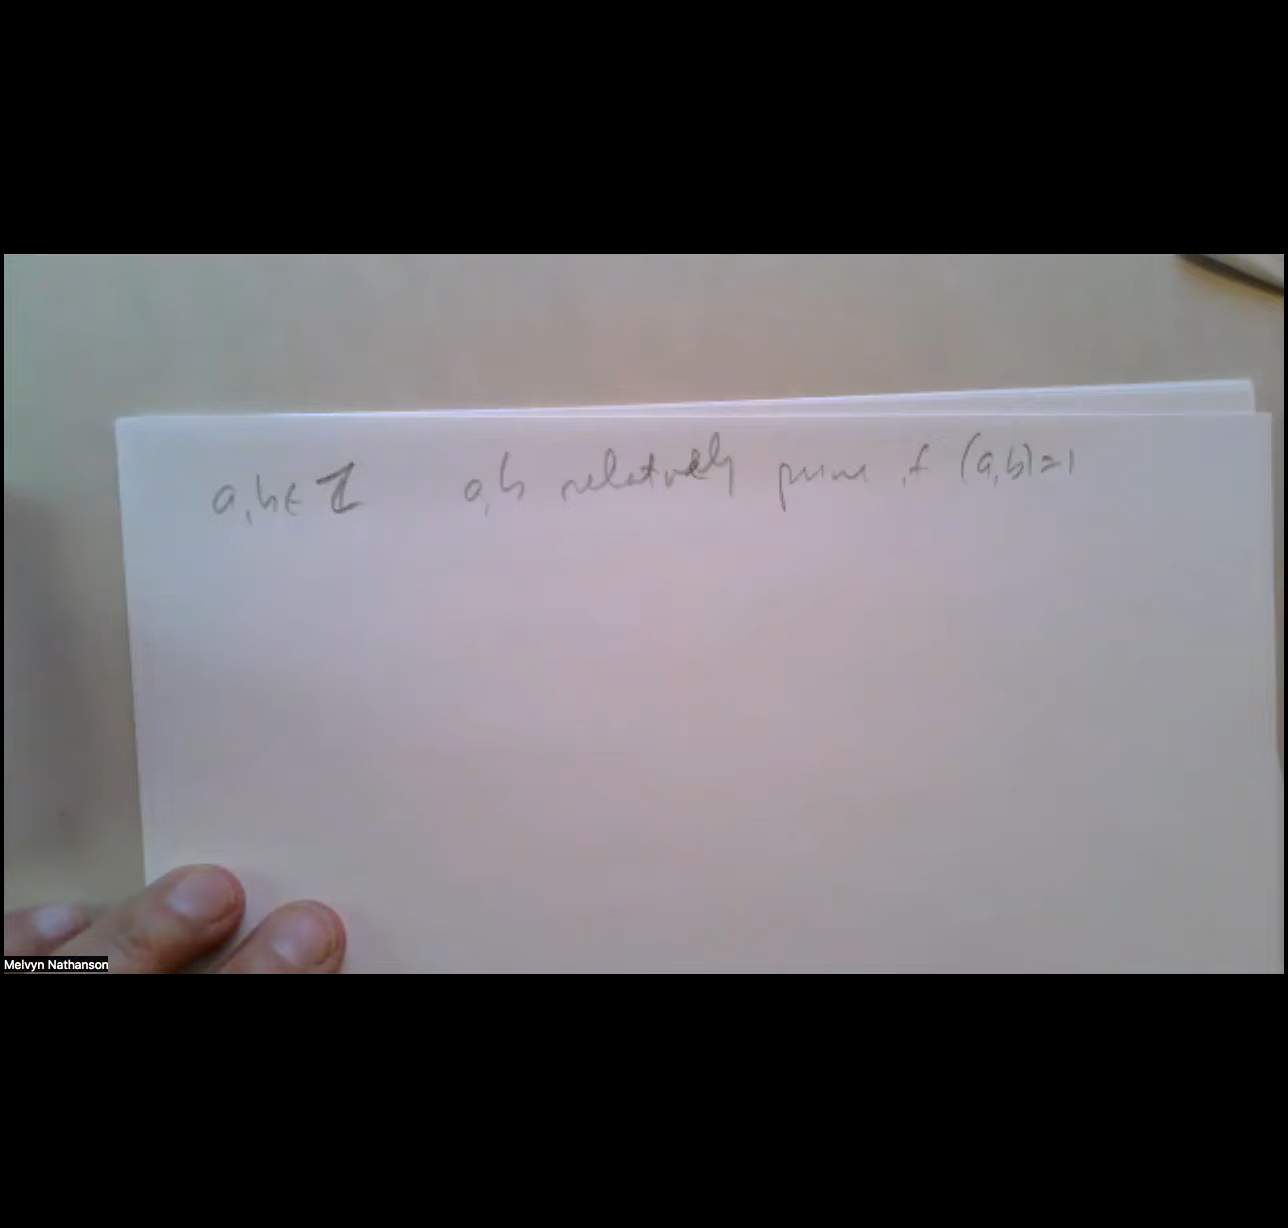 a, b ∈ ℤ a, b relatively prime if (a, b) = 1
Melvyn Nathanson